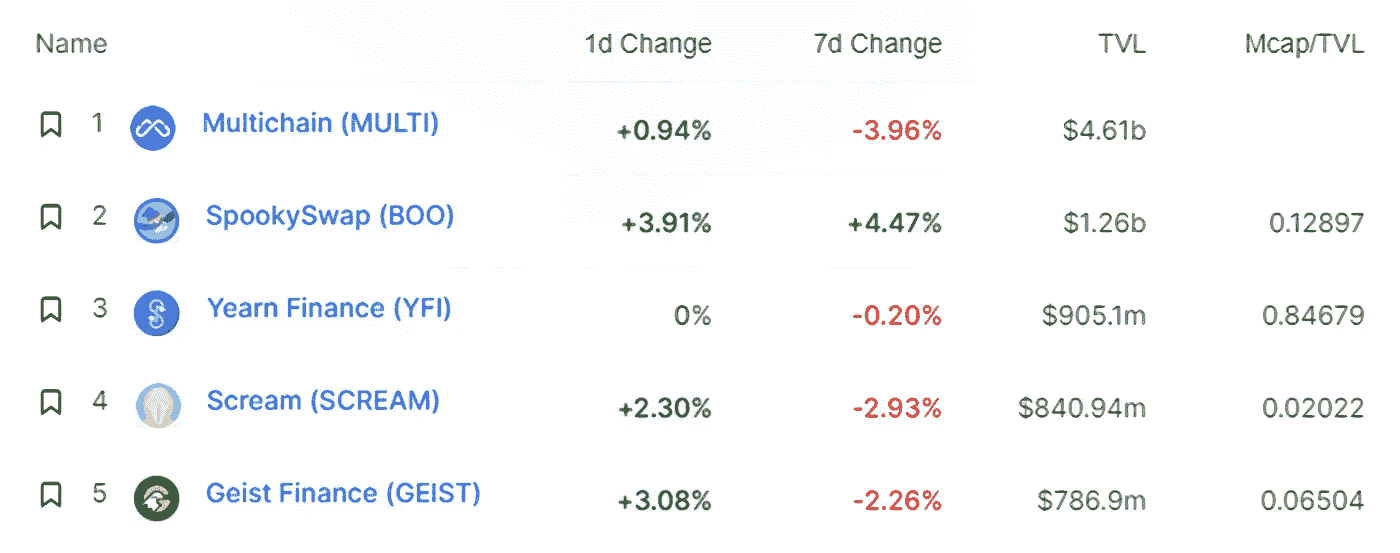 Name 1d Change 7d Change TVL Mcap/TVL
1 Multichain (MULTI) +0.94% -3.96% $4.61b
2 SpookySwap (BOO) +3.91% +4.47% $1.26b 0.12897
3 Yearn Finance (YFI) 0% -0.20% $905.1m 0.84679
4 Scream (SCREAM) +2.30% -2.93% $840.94m 0.02022
5 Geist Finance (GEIST) +3.08% -2.26% $786.9m 0.06504